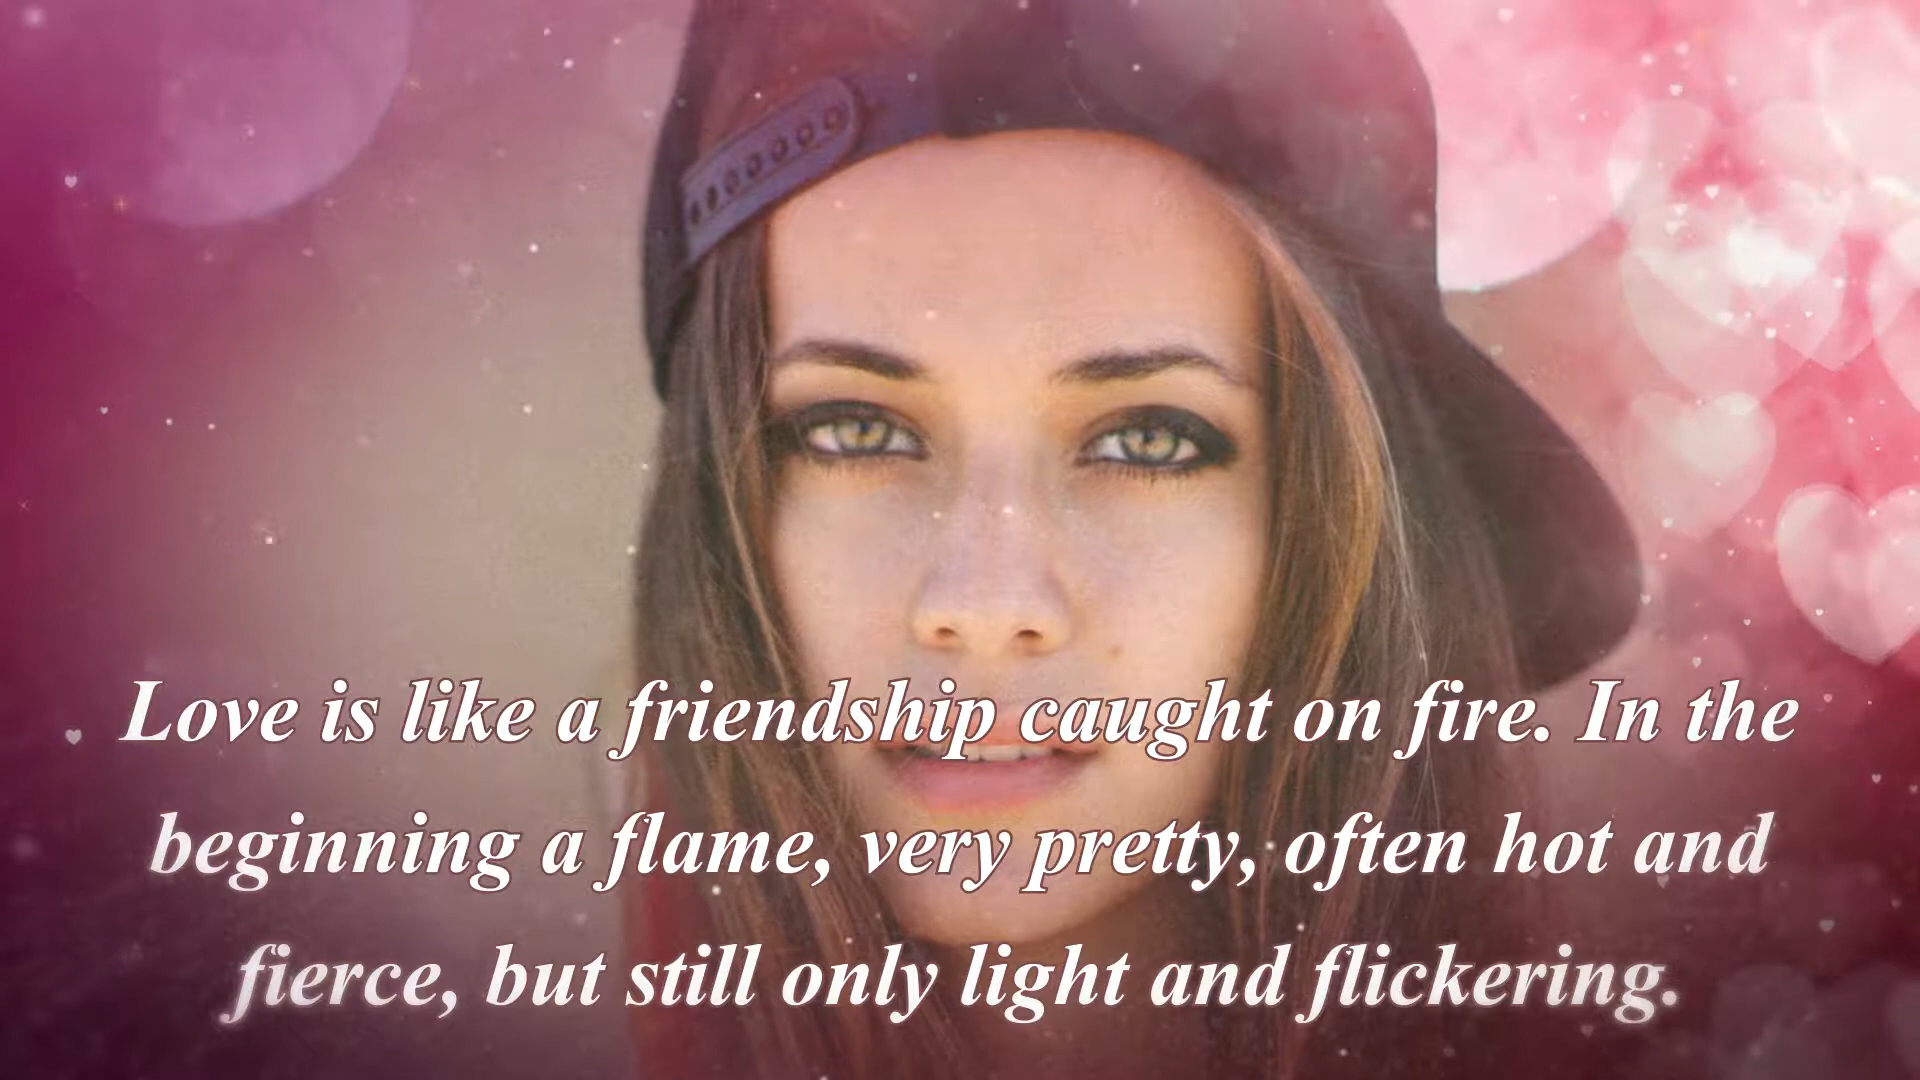 Love is like a friendship caught on fire. In the
beginning a flame, very pretty, often hot and
fierce, but still only light and flickering.